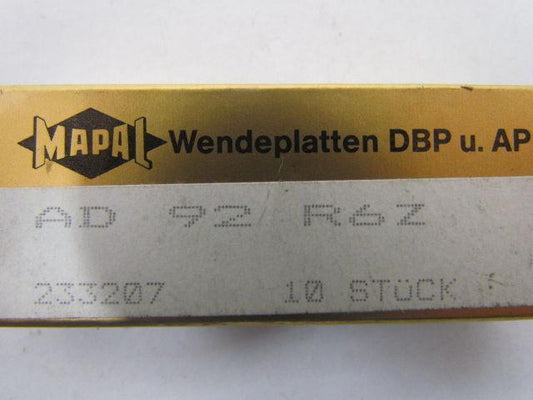 MAPAL Wendeplatten DBP u. AP
AD 92 R6Z
233207 10 STüCK